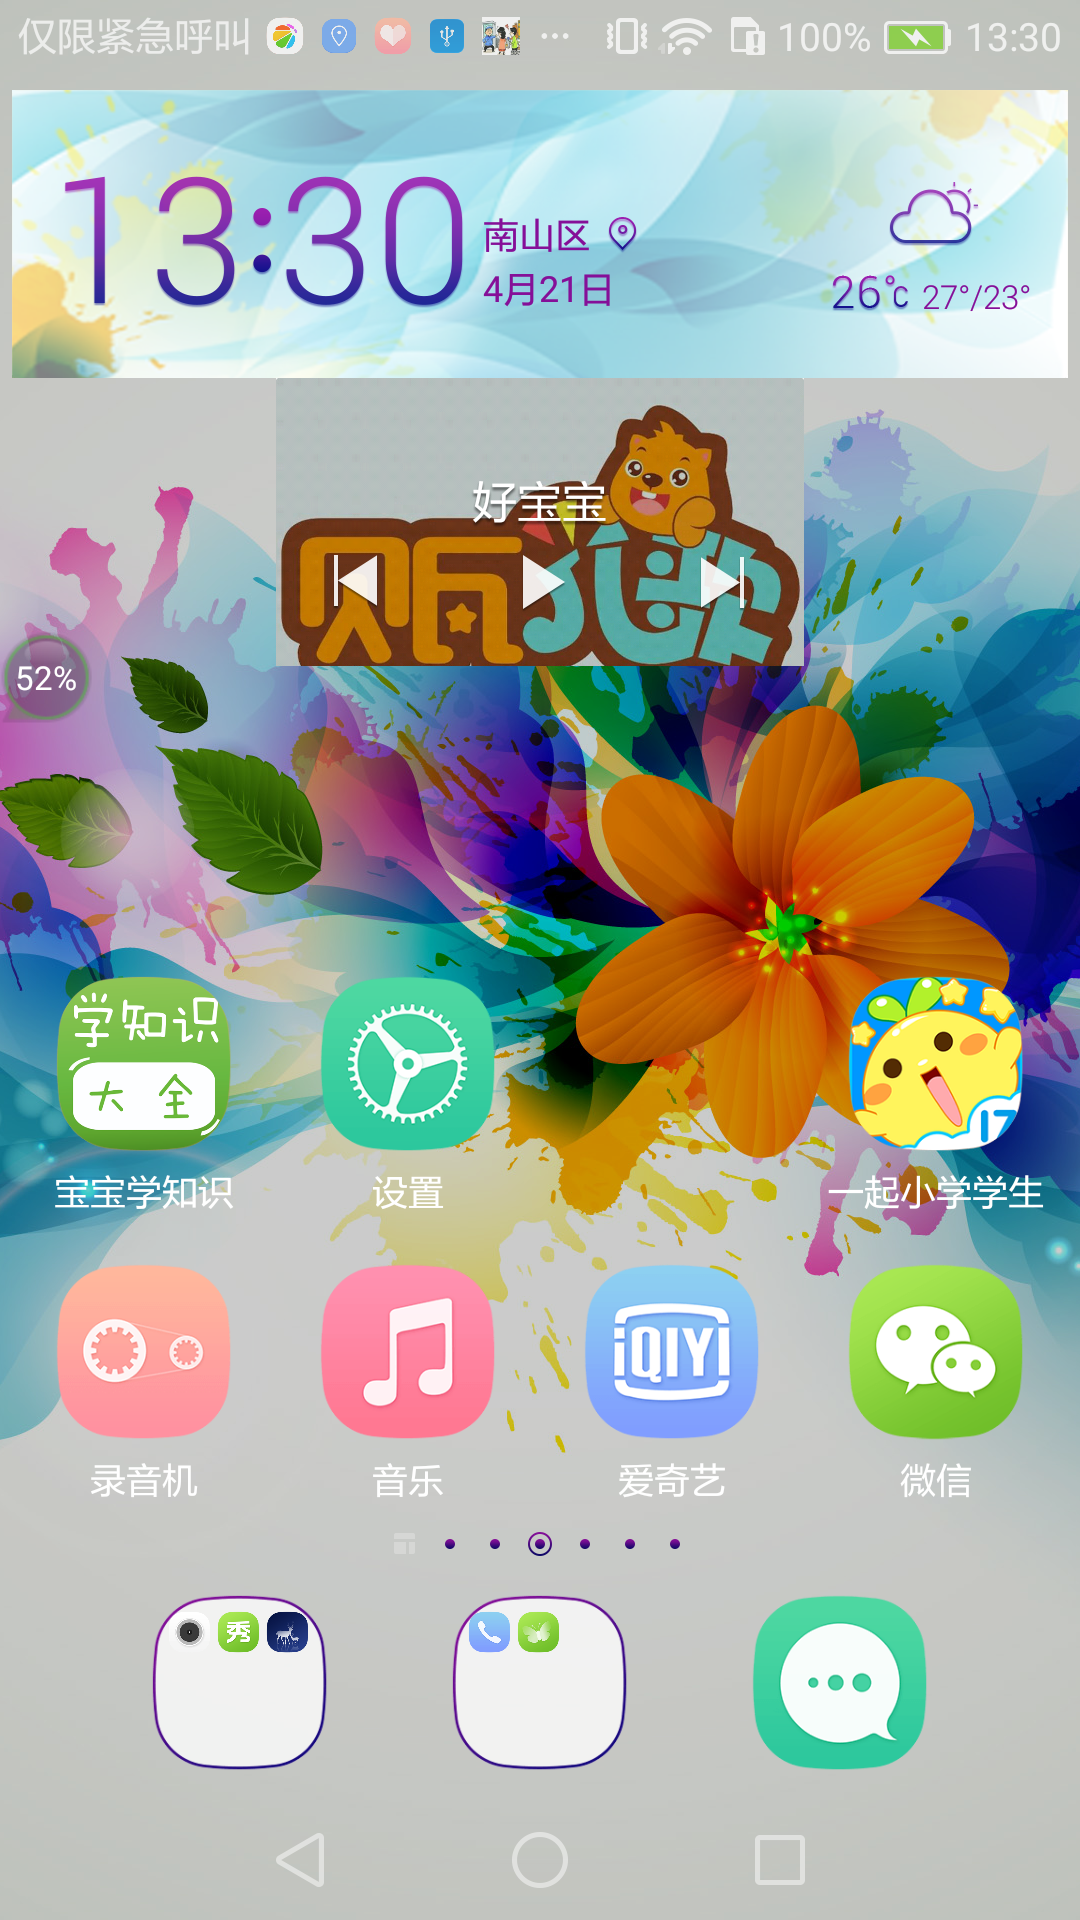 仅限紧急呼叫 100% 13:30
13:30
南山区
4月21日
26°c 27°/23°
好宝宝
贝瓦儿歌
52%
学知识
大全
17
宝宝学知识 设置 一起小学学生
iQIYI
录音机 音乐 爱奇艺 微信
秀